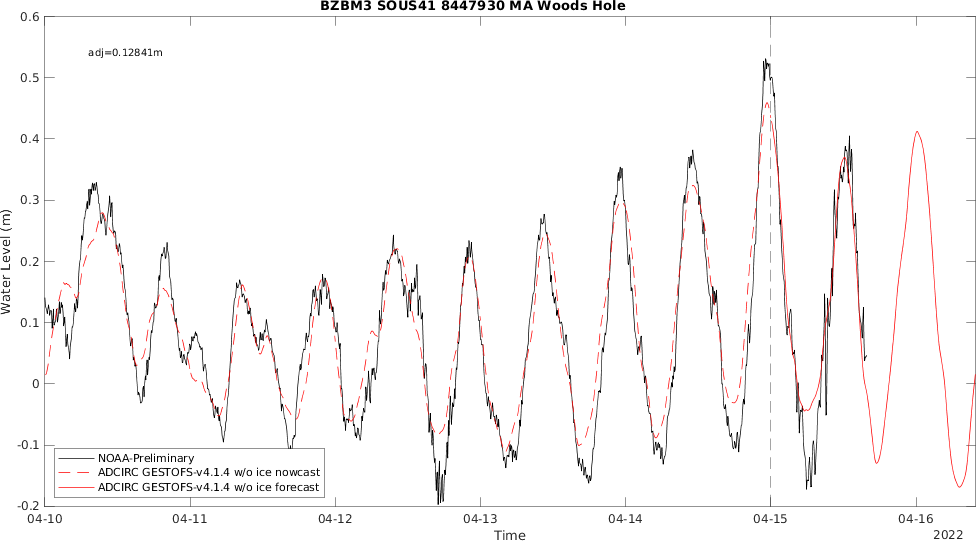 BZBM3 SOUS41 8447930 MA Woods Hole
adj=0.12841m
0.6
0.5
0.4
0.3
0.2
0.1
0
-0.1
-0.2
Water Level (m)
NOAA-Preliminary
ADCIRC GESTOFS-v4.1.4 w/o ice nowcast
ADCIRC GESTOFS-v4.1.4 w/o ice forecast
04-10 04-11 04-12 04-13 04-14 04-15 04-16
Time
2022